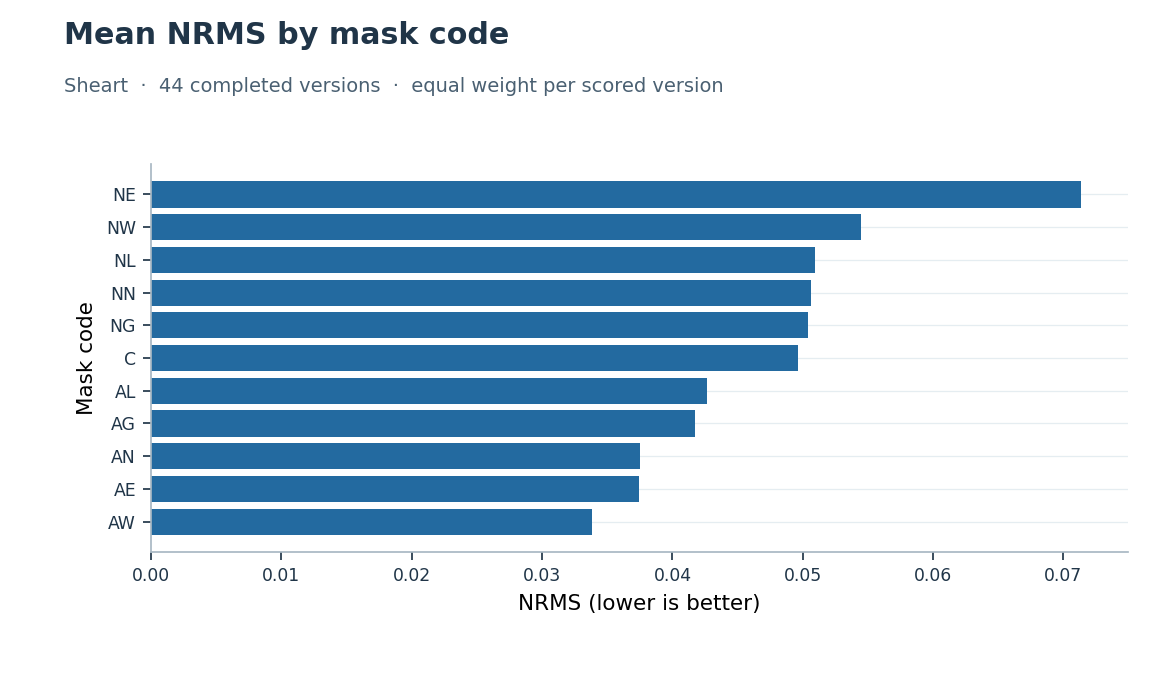 Mean NRMS by mask code
Sheart · 44 completed versions · equal weight per scored version
Mask code
NE
NW
NL
NN
NG
C
AL
AG
AN
AE
AW
0.00 0.01 0.02 0.03 0.04 0.05 0.06 0.07
NRMS (lower is better)